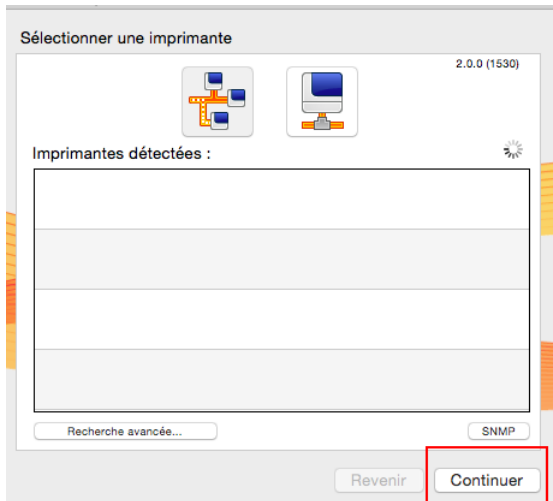 Sélectionner une imprimante
2.0.0 (1530)
Imprimantes détectées :
Recherche avancée...
SNMP
Revenir
Continuer